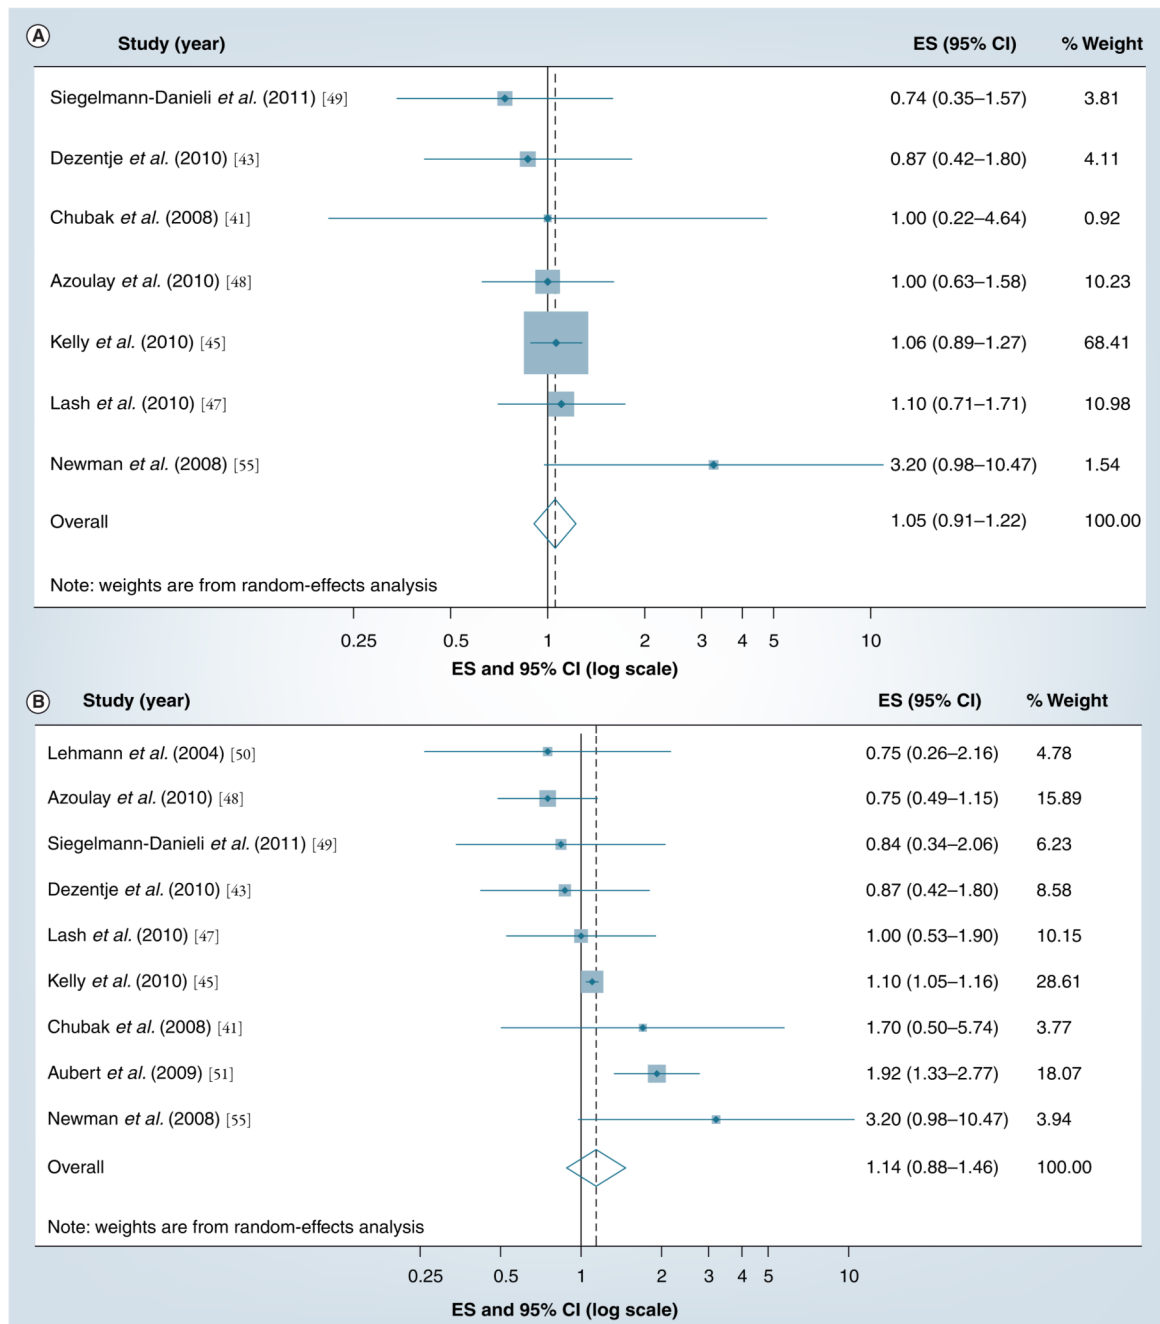 A
Study (year) ES (95% CI) % Weight
Siegelmann-Danieli et al. (2011) [49] 0.74 (0.35–1.57) 3.81
Dezentje et al. (2010) [43] 0.87 (0.42–1.80) 4.11
Chubak et al. (2008) [41] 1.00 (0.22–4.64) 0.92
Azoulay et al. (2010) [48] 1.00 (0.63–1.58) 10.23
Kelly et al. (2010) [45] 1.06 (0.89–1.27) 68.41
Lash et al. (2010) [47] 1.10 (0.71–1.71) 10.98
Newman et al. (2008) [55] 3.20 (0.98–10.47) 1.54
Overall 1.05 (0.91–1.22) 100.00
Note: weights are from random-effects analysis
0.25 0.5 1 2 3 4 5 10
ES and 95% CI (log scale)
B
Study (year) ES (95% CI) % Weight
Lehmann et al. (2004) [50] 0.75 (0.26–2.16) 4.78
Azoulay et al. (2010) [48] 0.75 (0.49–1.15) 15.89
Siegelmann-Danieli et al. (2011) [49] 0.84 (0.34–2.06) 6.23
Dezentje et al. (2010) [43] 0.87 (0.42–1.80) 8.58
Lash et al. (2010) [47] 1.00 (0.53–1.90) 10.15
Kelly et al. (2010) [45] 1.10 (1.05–1.16) 28.61
Chubak et al. (2008) [41] 1.70 (0.50–5.74) 3.77
Aubert et al. (2009) [51] 1.92 (1.33–2.77) 18.07
Newman et al. (2008) [55] 3.20 (0.98–10.47) 3.94
Overall 1.14 (0.88–1.46) 100.00
Note: weights are from random-effects analysis
0.25 0.5 1 2 3 4 5 10
ES and 95% CI (log scale)